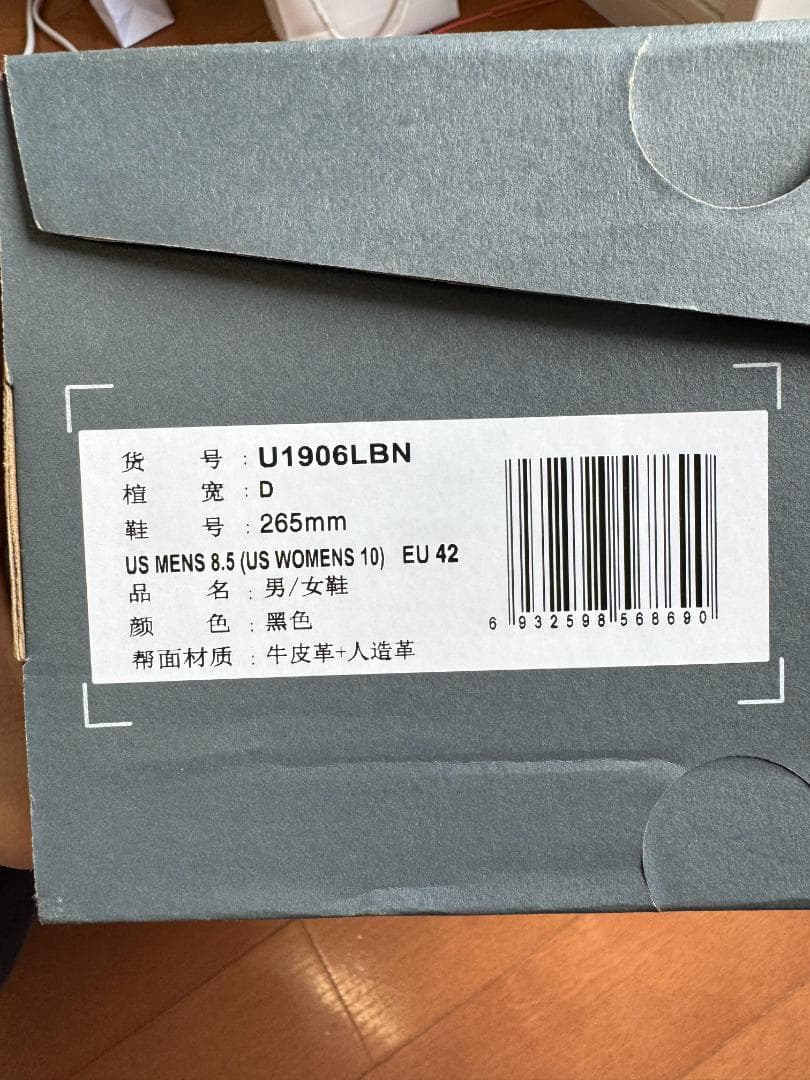 货 号 : U1906LBN
楦 宽 : D
鞋 号 : 265mm
US MENS 8.5 (US WOMENS 10) EU 42
品 名 : 男/女鞋
颜 色 : 黑色
帮面材质 : 牛皮革+人造革
6 932598 568690